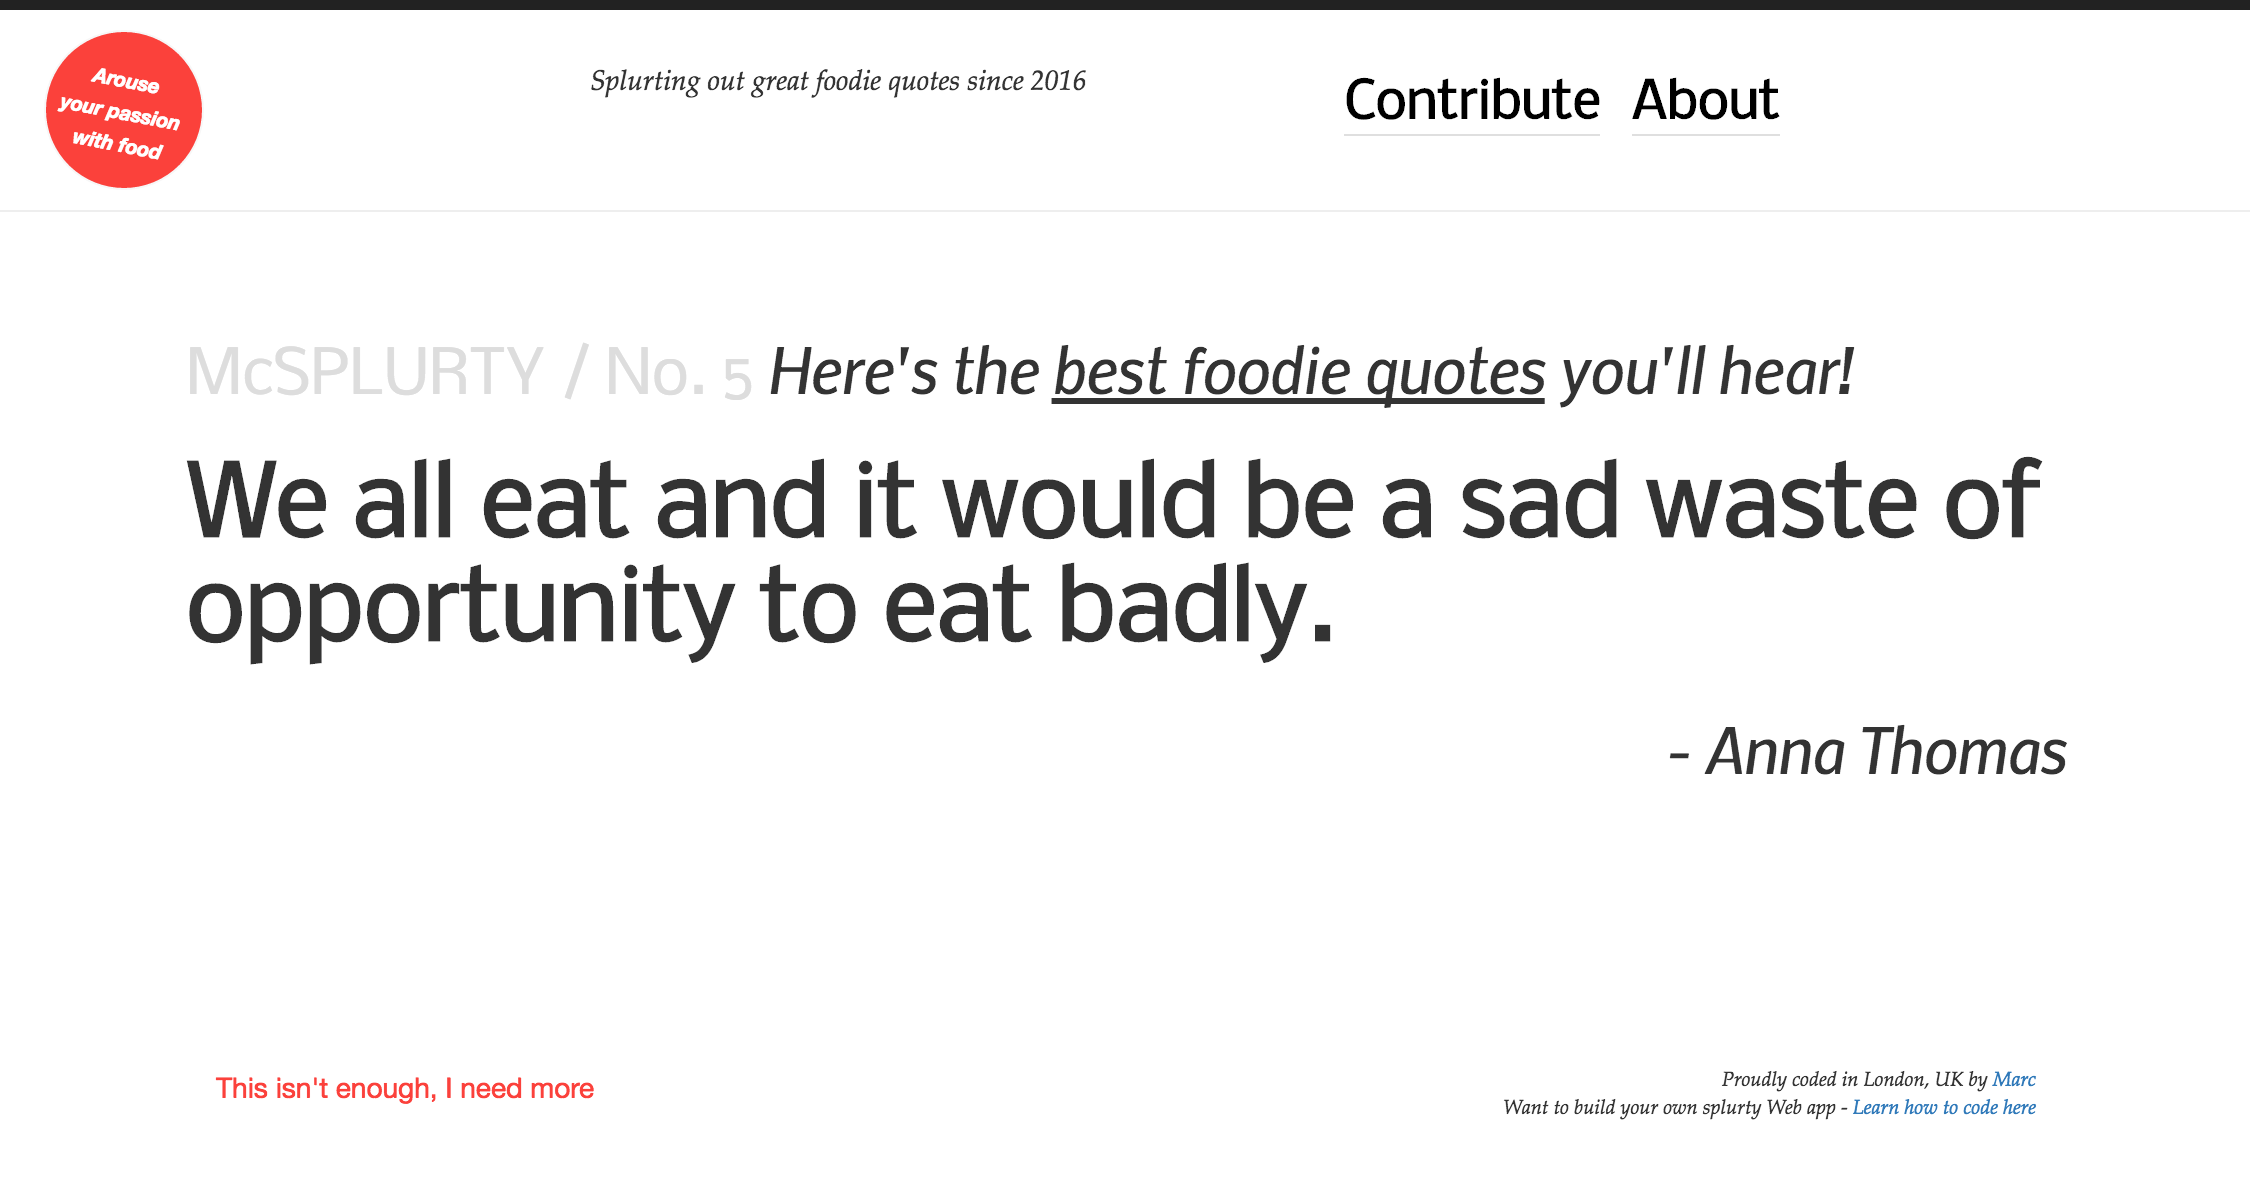 Arouse
your passion
with food
Splurting out great foodie quotes since 2016
Contribute About
McSPLURTY / No. 5 Here's the best foodie quotes you'll hear!
We all eat and it would be a sad waste of
opportunity to eat badly.
- Anna Thomas
This isn't enough, I need more
Proudly coded in London, UK by Marc
Want to build your own splurty Web app - Learn how to code here